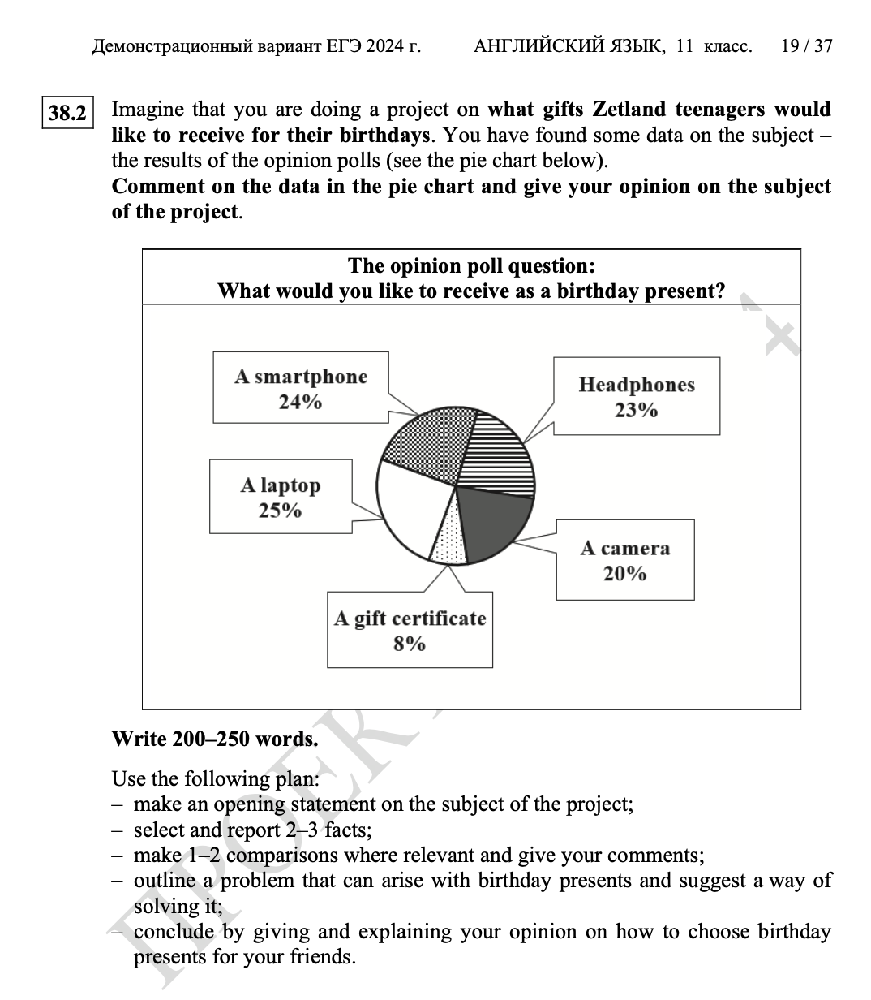 Демонстрационный вариант ЕГЭ 2024 г. АНГЛИЙСКИЙ ЯЗЫК, 11 класс. 19 / 37
38.2 Imagine that you are doing a project on what gifts Zetland teenagers would
like to receive for their birthdays. You have found some data on the subject –
the results of the opinion polls (see the pie chart below).
Comment on the data in the pie chart and give your opinion on the subject
of the project.
The opinion poll question:
What would you like to receive as a birthday present?
A smartphone
24%
Headphones
23%
A laptop
25%
A camera
20%
A gift certificate
8%
Write 200–250 words.
Use the following plan:
– make an opening statement on the subject of the project;
– select and report 2–3 facts;
– make 1–2 comparisons where relevant and give your comments;
– outline a problem that can arise with birthday presents and suggest a way of
solving it;
– conclude by giving and explaining your opinion on how to choose birthday
presents for your friends.
ПРОЕКТ
4